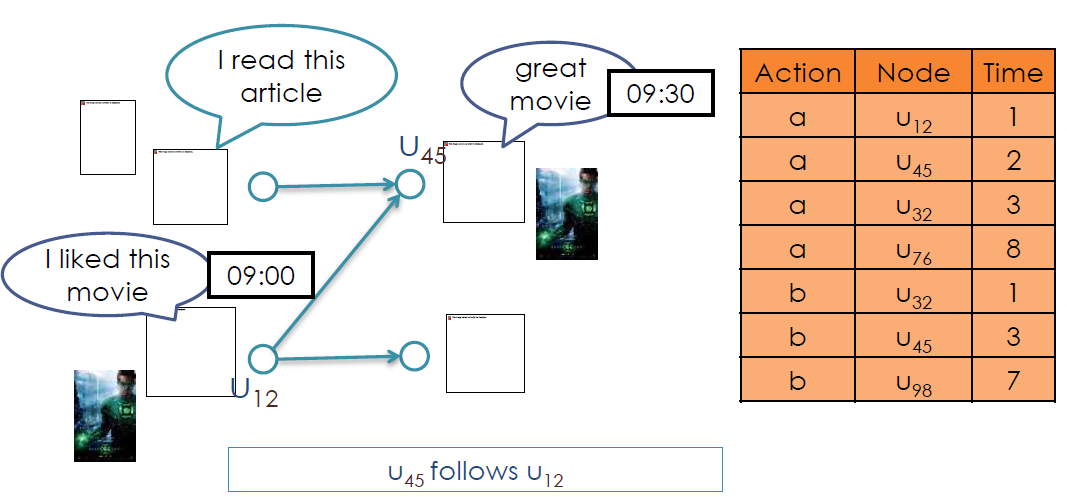 I read this
article
great
movie
09:30
u45
I liked this
movie
09:00
u12
u45 follows u12
Action Node Time
a u12 1
a u45 2
a u32 3
a u76 8
b u32 1
b u45 3
b u98 7